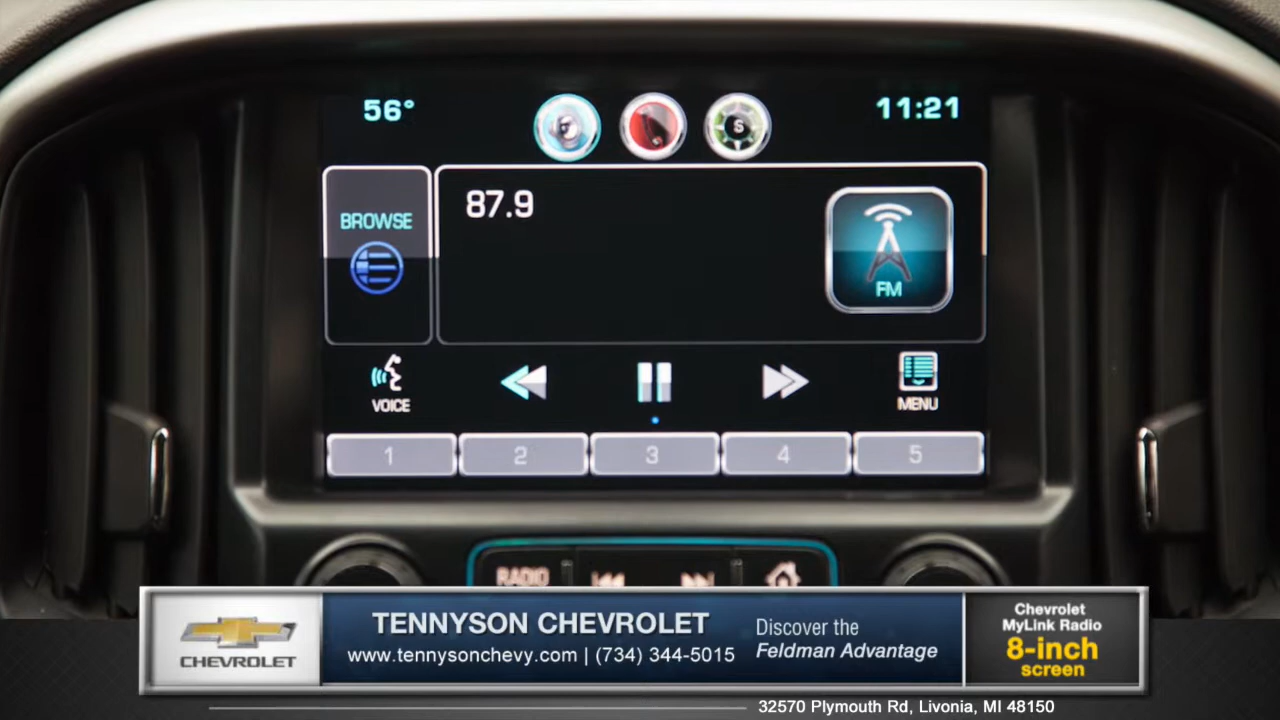 56°
11:21
S
BROWSE
87.9
FM
VOICE
MENU
1 2 3 4 5
RADIO
CHEVROLET
TENNYSON CHEVROLET
www.tennysonchevy.com | (734) 344-5015
Discover the
Feldman Advantage
Chevrolet
MyLink Radio
8-inch
screen
32570 Plymouth Rd, Livonia, MI 48150